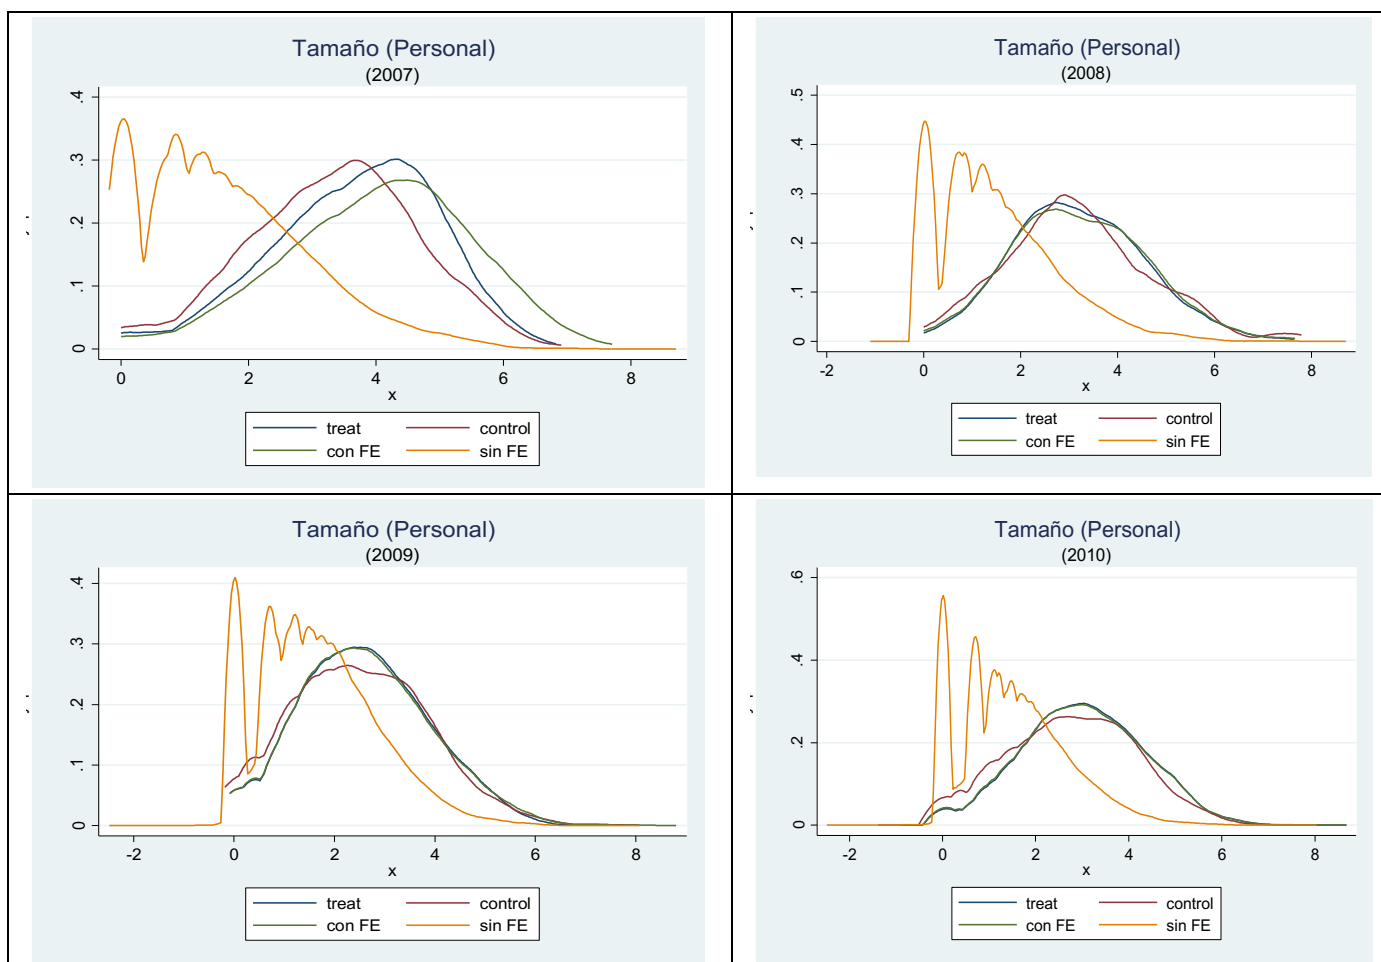 Tamaño (Personal)
(2007)
.4
.3
.2
.1
0
0 2 4 6 8
x
treat control
con FE sin FE
Tamaño (Personal)
(2008)
.5
.4
.3
.2
.1
0
-2 0 2 4 6 8
x
treat control
con FE sin FE
Tamaño (Personal)
(2009)
.4
.3
.2
.1
0
-2 0 2 4 6 8
x
treat control
con FE sin FE
Tamaño (Personal)
(2010)
.6
.4
.2
0
-2 0 2 4 6 8
x
treat control
con FE sin FE